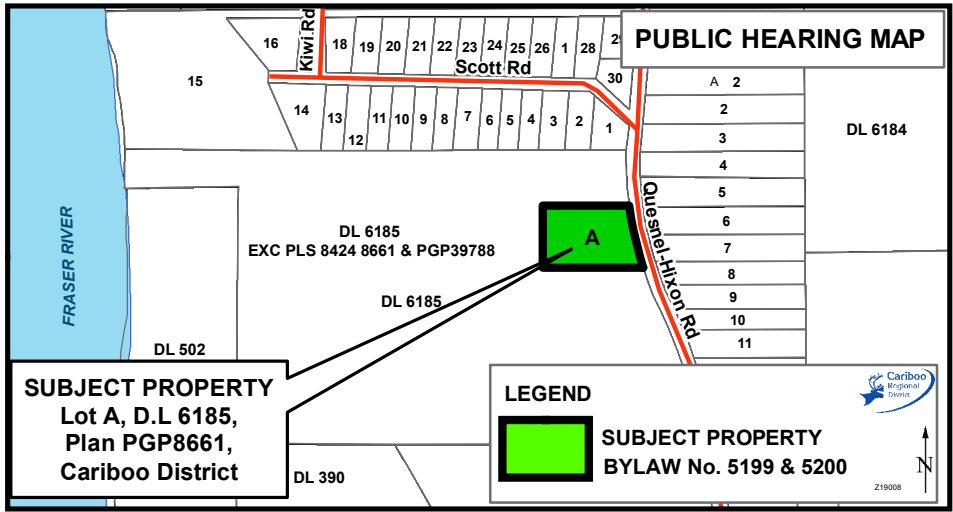 PUBLIC HEARING MAP
Kiwi Rd
16
18
19
20
21
22
23
24
25
26
1
28
29
Scott Rd
30
15
14
13
12
11
10
9
8
7
6
5
4
3
2
1
A 2
2
3
4
5
6
7
8
9
10
11
DL 6184
Quesnel-Hixon Rd
FRASER RIVER
DL 6185
EXC PLS 8424 8661 & PGP39788
A
DL 6185
DL 502
DL 390
SUBJECT PROPERTY
Lot A, D.L 6185,
Plan PGP8661,
Cariboo District
LEGEND
SUBJECT PROPERTY
BYLAW No. 5199 & 5200
Cariboo
Regional
District
N
Z19008